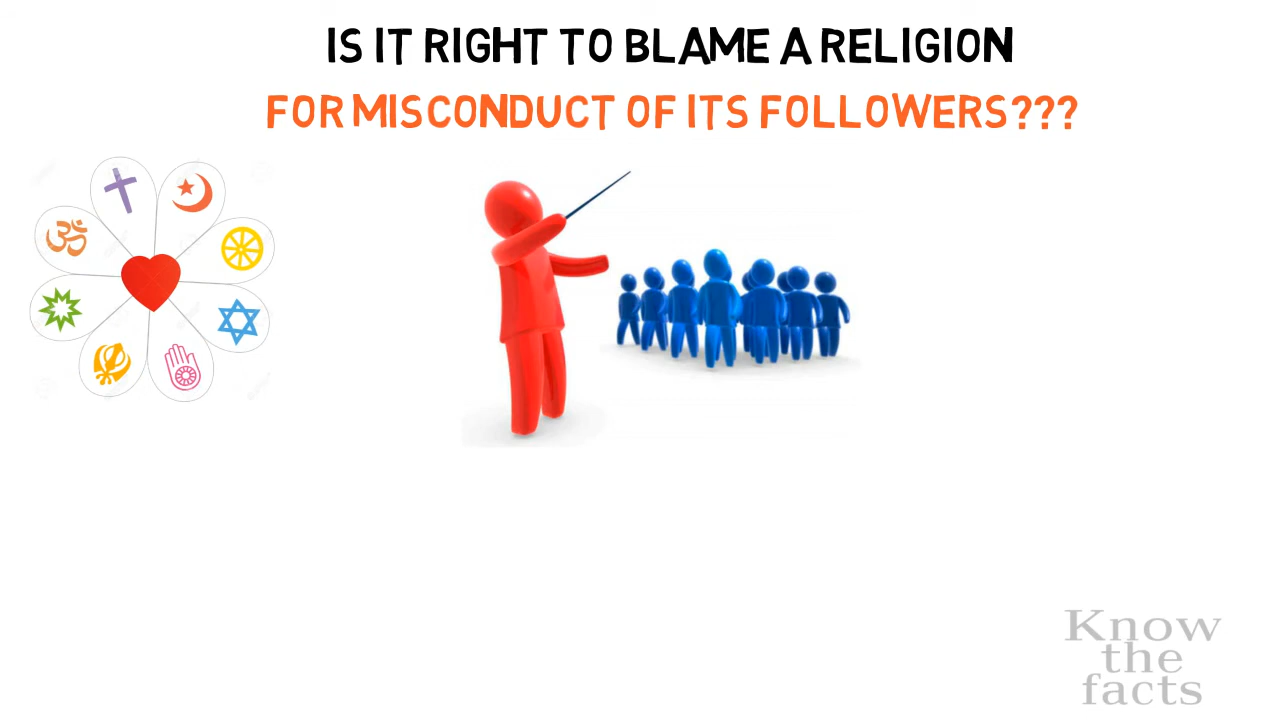 IS IT RIGHT TO BLAME A RELIGION
FOR MISCONDUCT OF ITS FOLLOWERS???
Know
the
facts